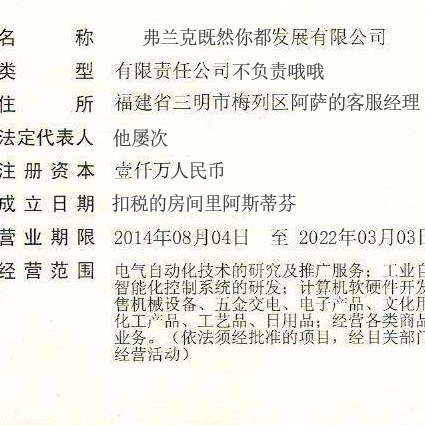 名称 弗兰克既然你都发展有限公司
类型 有限责任公司不负责哦哦
住所 福建省三明市梅列区阿萨的客服经理
法定代表人 他屡次
注册资本 壹仟万人民币
成立日期 扣税的房间里阿斯蒂芬
营业期限 2014年08月04日 至 2022年03月03日
经营范围 电气自动化技术的研究及推广服务；工业自
智能化控制系统的研发；计算机软硬件开发
售机械设备、五金交电、电子产品、文化用
化工产品、工艺品、日用品；经营各类商品
业务。（依法须经批准的项目，经目关部门
经营活动）